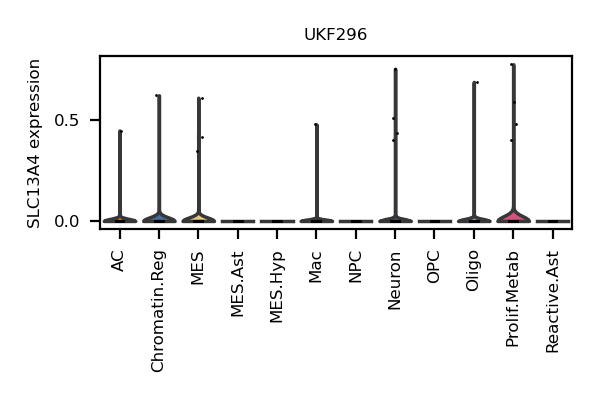 UKF296
SLC13A4 expression
0.5
0.0
AC
Chromatin.Reg
MES
MES.Ast
MES.Hyp
Mac
NPC
Neuron
OPC
Oligo
Prolif.Metab
Reactive.Ast